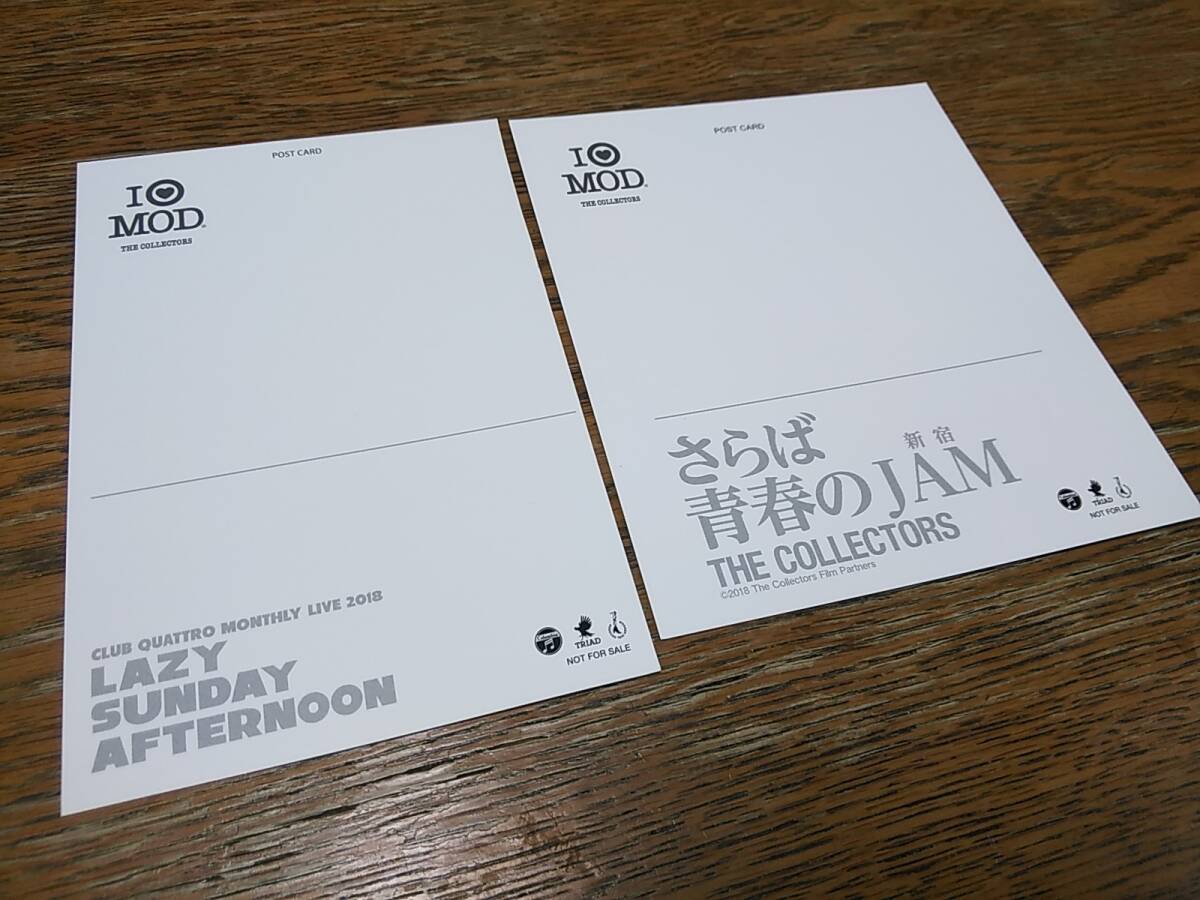 POST CARD
I
MOD
THE COLLECTORS
CLUB QUATTRO MONTHLY LIVE 2018
LAZY
SUNDAY
AFTERNOON
Columbia
TRIAD
NOT FOR SALE
POST CARD
I
MOD
THE COLLECTORS
さらば
新宿
青春のJAM
THE COLLECTORS
©2018 The Collectors Film Partners
TRIAD
NOT FOR SALE